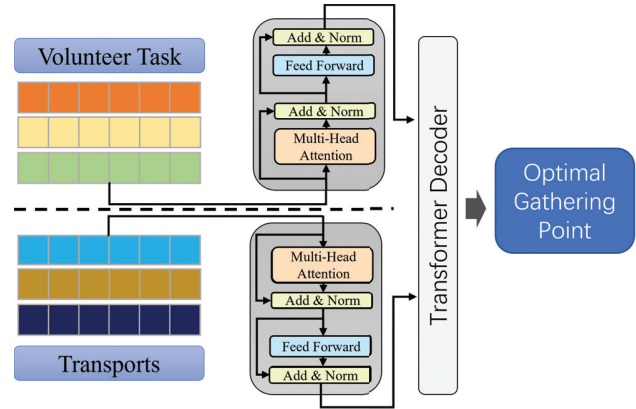 Volunteer Task
Add & Norm
Feed Forward
Add & Norm
Multi-Head
Attention
Multi-Head
Attention
Add & Norm
Feed Forward
Add & Norm
Transports
Transformer Decoder
Optimal
Gathering
Point